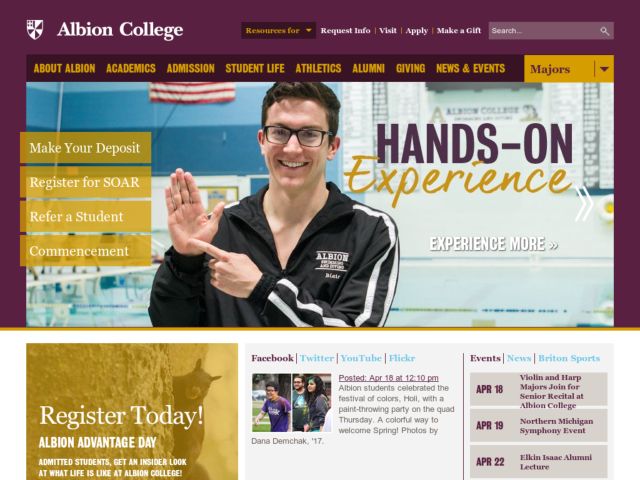 Albion College
Resources for
Request Info | Visit | Apply | Make a Gift
Search...
ABOUT ALBION ACADEMICS ADMISSION STUDENT LIFE ATHLETICS ALUMNI GIVING NEWS & EVENTS
Majors
ALBION COLLEGE
HANDS-ON
Experience
EXPERIENCE MORE »
Make Your Deposit
Register for SOAR
Refer a Student
Commencement
ALBION
SWIMMING
AND DIVING
Blair
Register Today!
ALBION ADVANTAGE DAY
ADMITTED STUDENTS, GET AN INSIDER LOOK
AT WHAT LIFE IS LIKE AT ALBION COLLEGE!
Facebook | Twitter | YouTube | Flickr
Posted: Apr 18 at 12:10 pm
Albion students celebrated the
festival of colors, Holi, with a
paint-throwing party on the quad
Thursday. A colorful way to
welcome Spring! Photos by
Dana Demchak, '17.
Events | News | Briton Sports
APR 18
Violin and Harp
Majors Join for
Senior Recital at
Albion College
APR 19
Northern Michigan
Symphony Event
APR 22
Elkin Isaac Alumni
Lecture